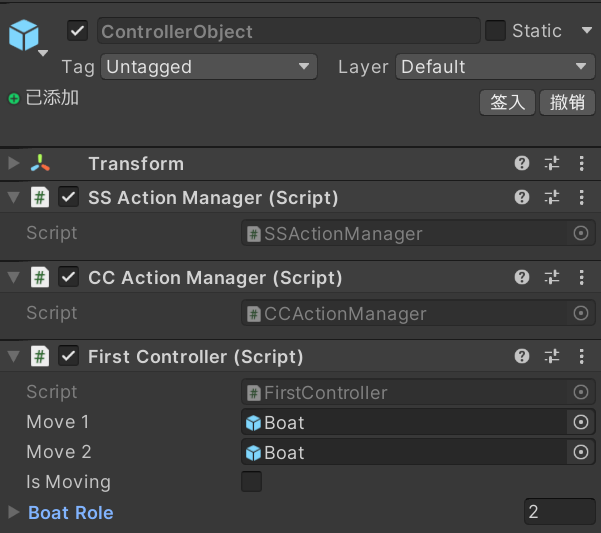 ControllerObject Static
Tag Untagged Layer Default
已添加 签入 撤销
Transform
SS Action Manager (Script)
Script SSActionManager
CC Action Manager (Script)
Script CCActionManager
First Controller (Script)
Script FirstController
Move 1 Boat
Move 2 Boat
Is Moving
Boat Role 2